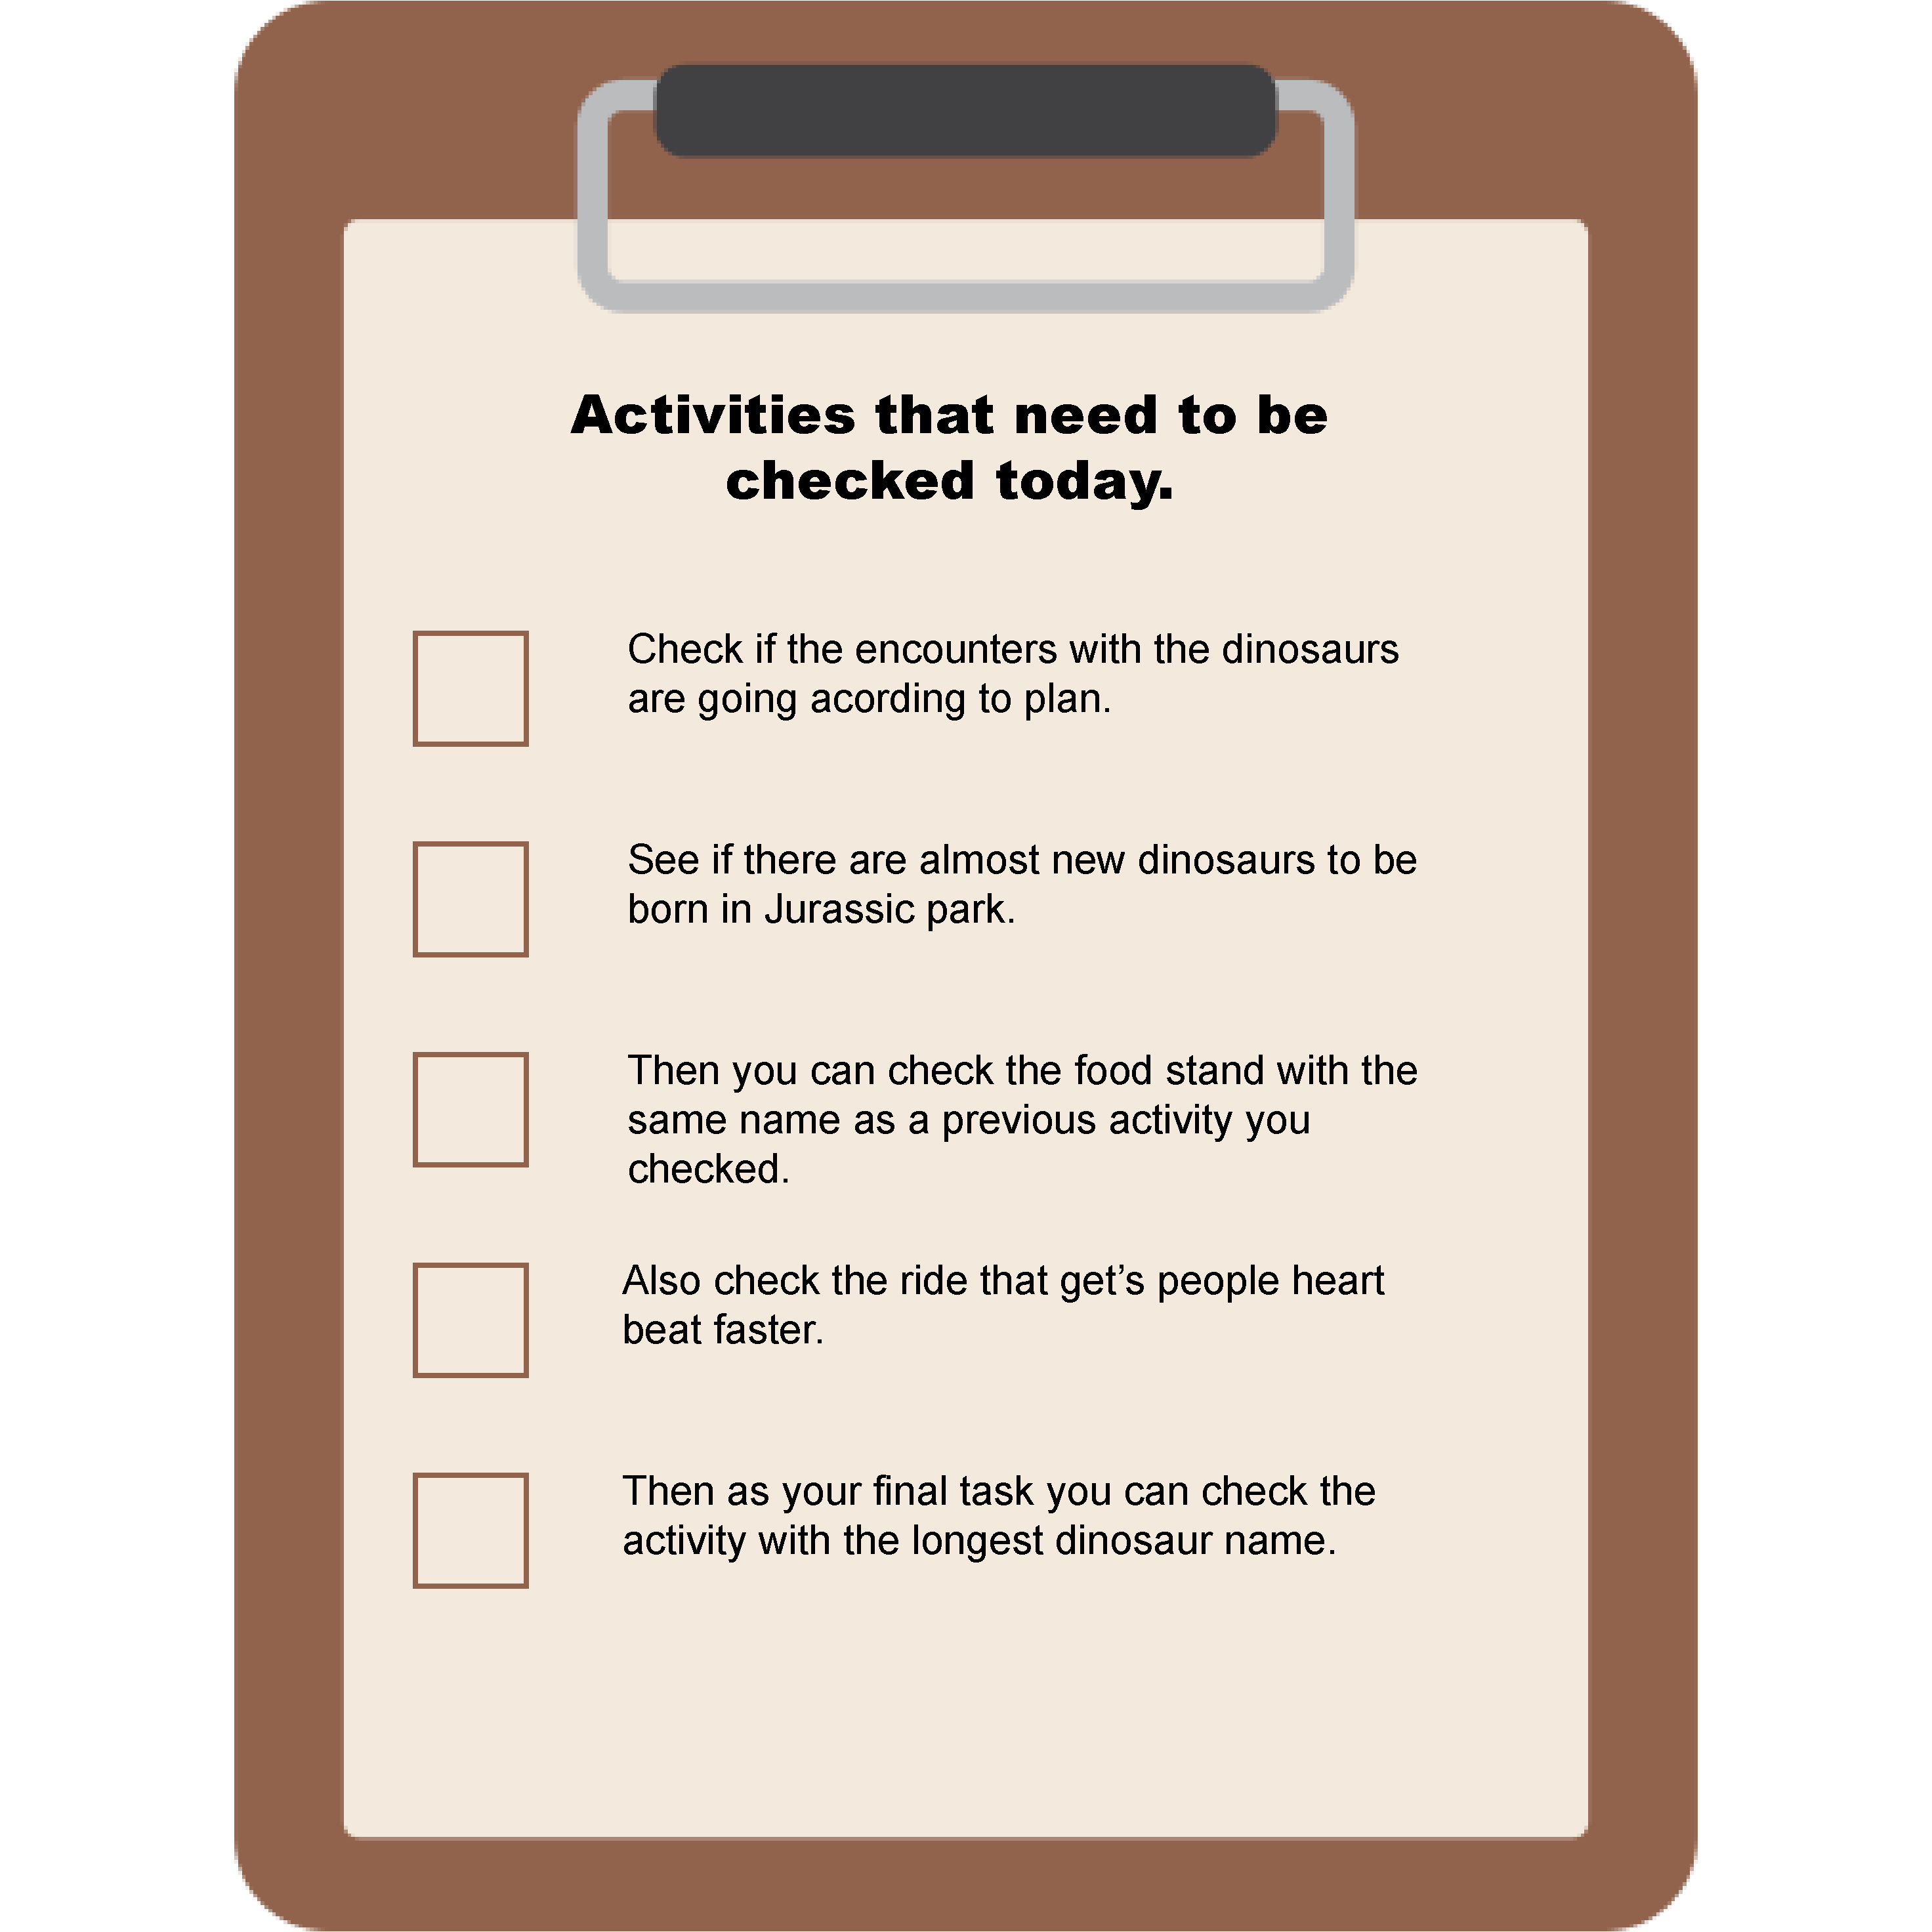 Activities that need to be
checked today.
Check if the encounters with the dinosaurs
are going acording to plan.
See if there are almost new dinosaurs to be
born in Jurassic park.
Then you can check the food stand with the
same name as a previous activity you
checked.
Also check the ride that get’s people heart
beat faster.
Then as your final task you can check the
activity with the longest dinosaur name.